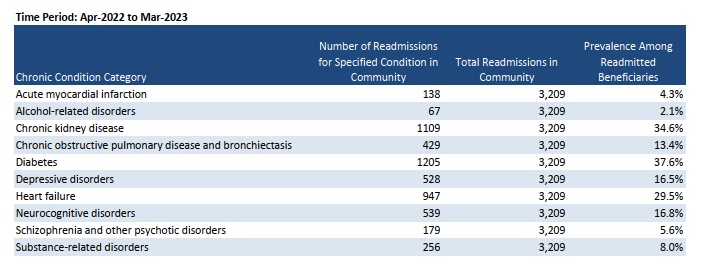 Time Period: Apr-2022 to Mar-2023
Number of Readmissions Prevalence Among
for Specified Condition in Total Readmissions in Readmitted
Chronic Condition Category Community Community Beneficiaries
Acute myocardial infarction 138 3,209 4.3%
Alcohol-related disorders 67 3,209 2.1%
Chronic kidney disease 1109 3,209 34.6%
Chronic obstructive pulmonary disease and bronchiectasis 429 3,209 13.4%
Diabetes 1205 3,209 37.6%
Depressive disorders 528 3,209 16.5%
Heart failure 947 3,209 29.5%
Neurocognitive disorders 539 3,209 16.8%
Schizophrenia and other psychotic disorders 179 3,209 5.6%
Substance-related disorders 256 3,209 8.0%